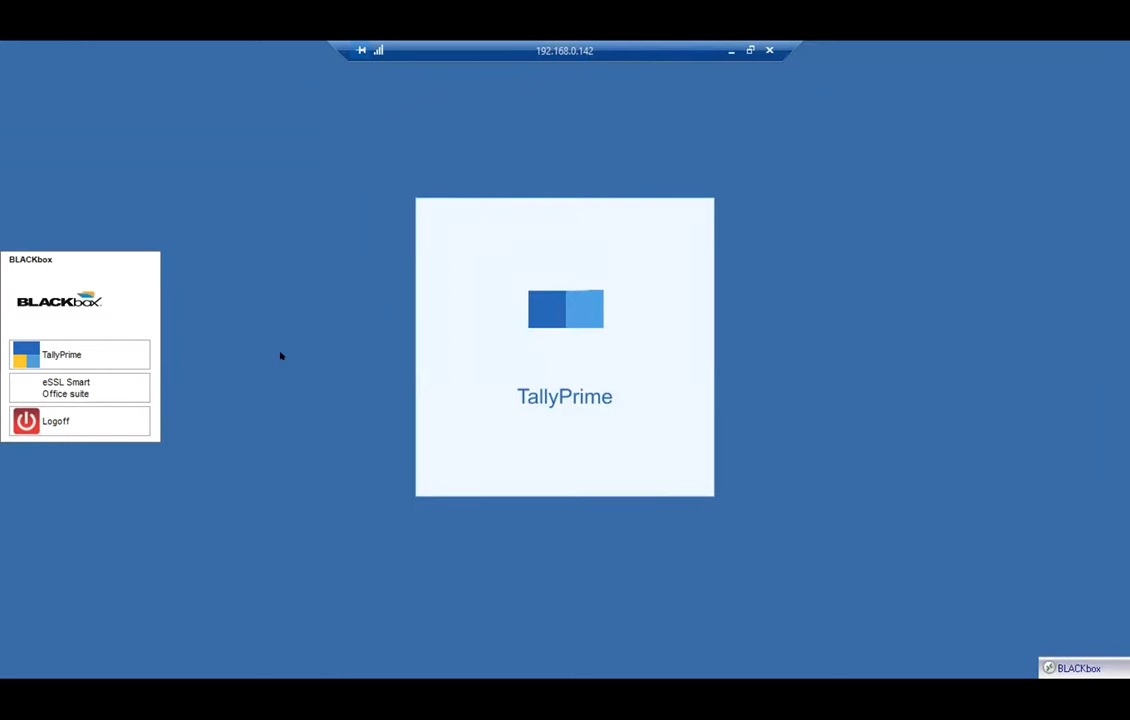 192.168.0.142
BLACKbox
BLACKbox
TallyPrime
eSSL Smart
Office suite
Logoff
TallyPrime
BLACKbox